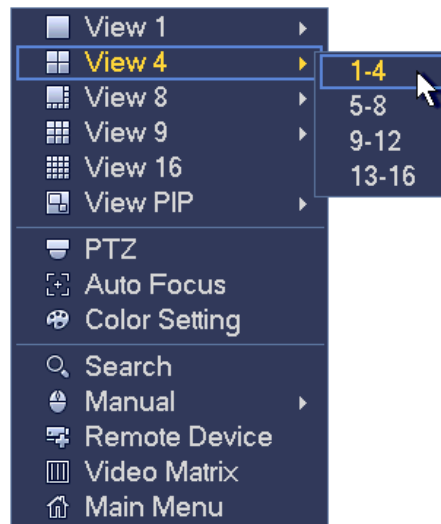 View 1
View 4
View 8
View 9
View 16
View PIP
PTZ
Auto Focus
Color Setting
Search
Manual
Remote Device
Video Matrix
Main Menu
1-4
5-8
9-12
13-16